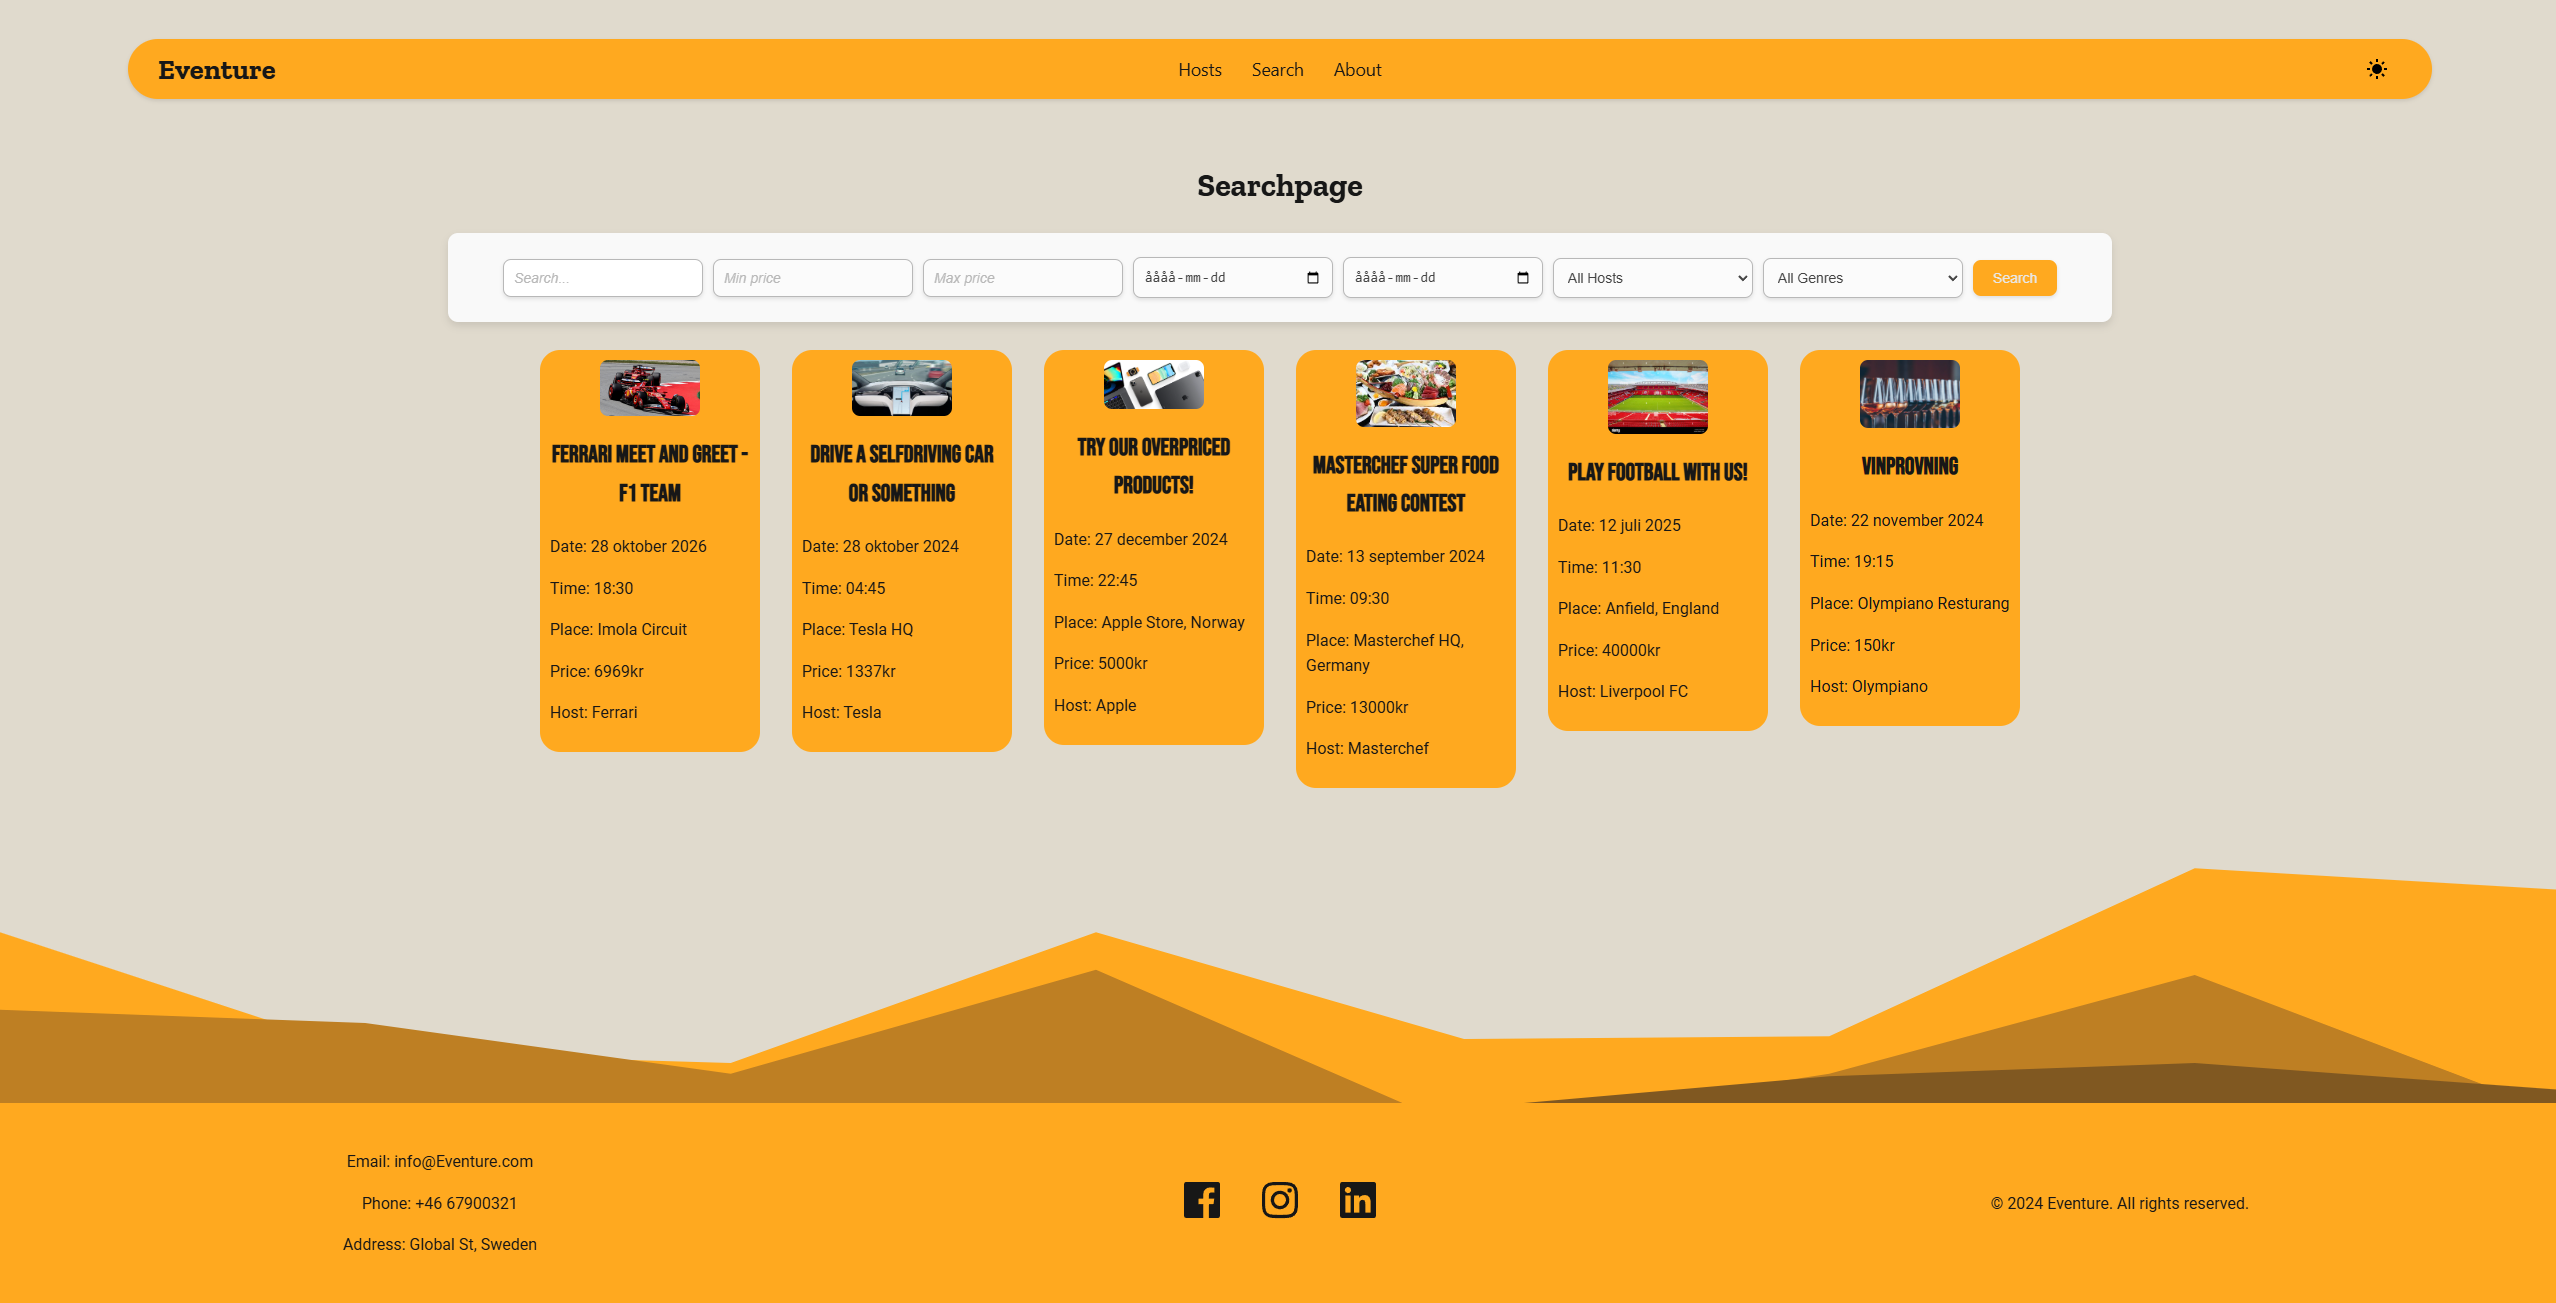 Eventure
Hosts
Search
About
Searchpage
Search...
Min price
Max price
åååå-mm-dd
åååå-mm-dd
All Hosts
All Genres
Search
FERRARI MEET AND GREET -
F1 TEAM
Date: 28 oktober 2026
Time: 18:30
Place: Imola Circuit
Price: 6969kr
Host: Ferrari
DRIVE A SELFDRIVING CAR
OR SOMETHING
Date: 28 oktober 2024
Time: 04:45
Place: Tesla HQ
Price: 1337kr
Host: Tesla
TRY OUR OVERPRICED
PRODUCTS!
Date: 27 december 2024
Time: 22:45
Place: Apple Store, Norway
Price: 5000kr
Host: Apple
MASTERCHEF SUPER FOOD
EATING CONTEST
Date: 13 september 2024
Time: 09:30
Place: Masterchef HQ,
Germany
Price: 13000kr
Host: Masterchef
PLAY FOOTBALL WITH US!
Date: 12 juli 2025
Time: 11:30
Place: Anfield, England
Price: 40000kr
Host: Liverpool FC
VINPROVNING
Date: 22 november 2024
Time: 19:15
Place: Olympiano Resturang
Price: 150kr
Host: Olympiano
Email: info@Eventure.com
Phone: +46 67900321
Address: Global St, Sweden
© 2024 Eventure. All rights reserved.